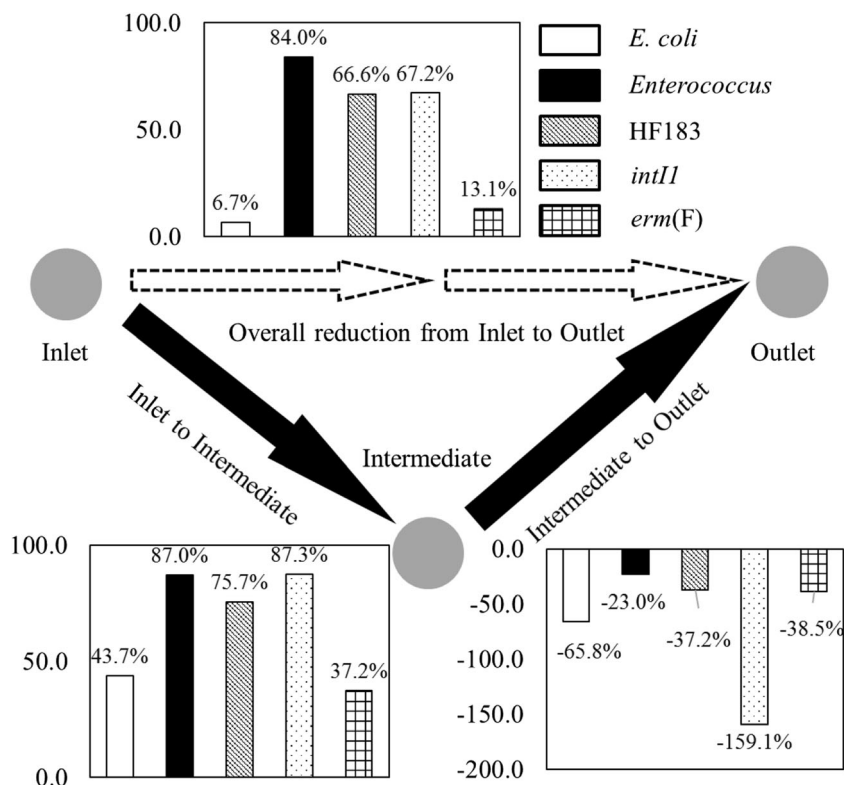 100.0
50.0
0.0
6.7%
84.0%
66.6%
67.2%
13.1%
E. coli
Enterococcus
HF183
intI1
erm(F)
Inlet
Overall reduction from Inlet to Outlet
Outlet
Inlet to Intermediate
Intermediate
Intermediate to Outlet
100.0
50.0
0.0
43.7%
87.0%
75.7%
87.3%
37.2%
0.0
-50.0
-100.0
-150.0
-200.0
-65.8%
-23.0%
-37.2%
-159.1%
-38.5%